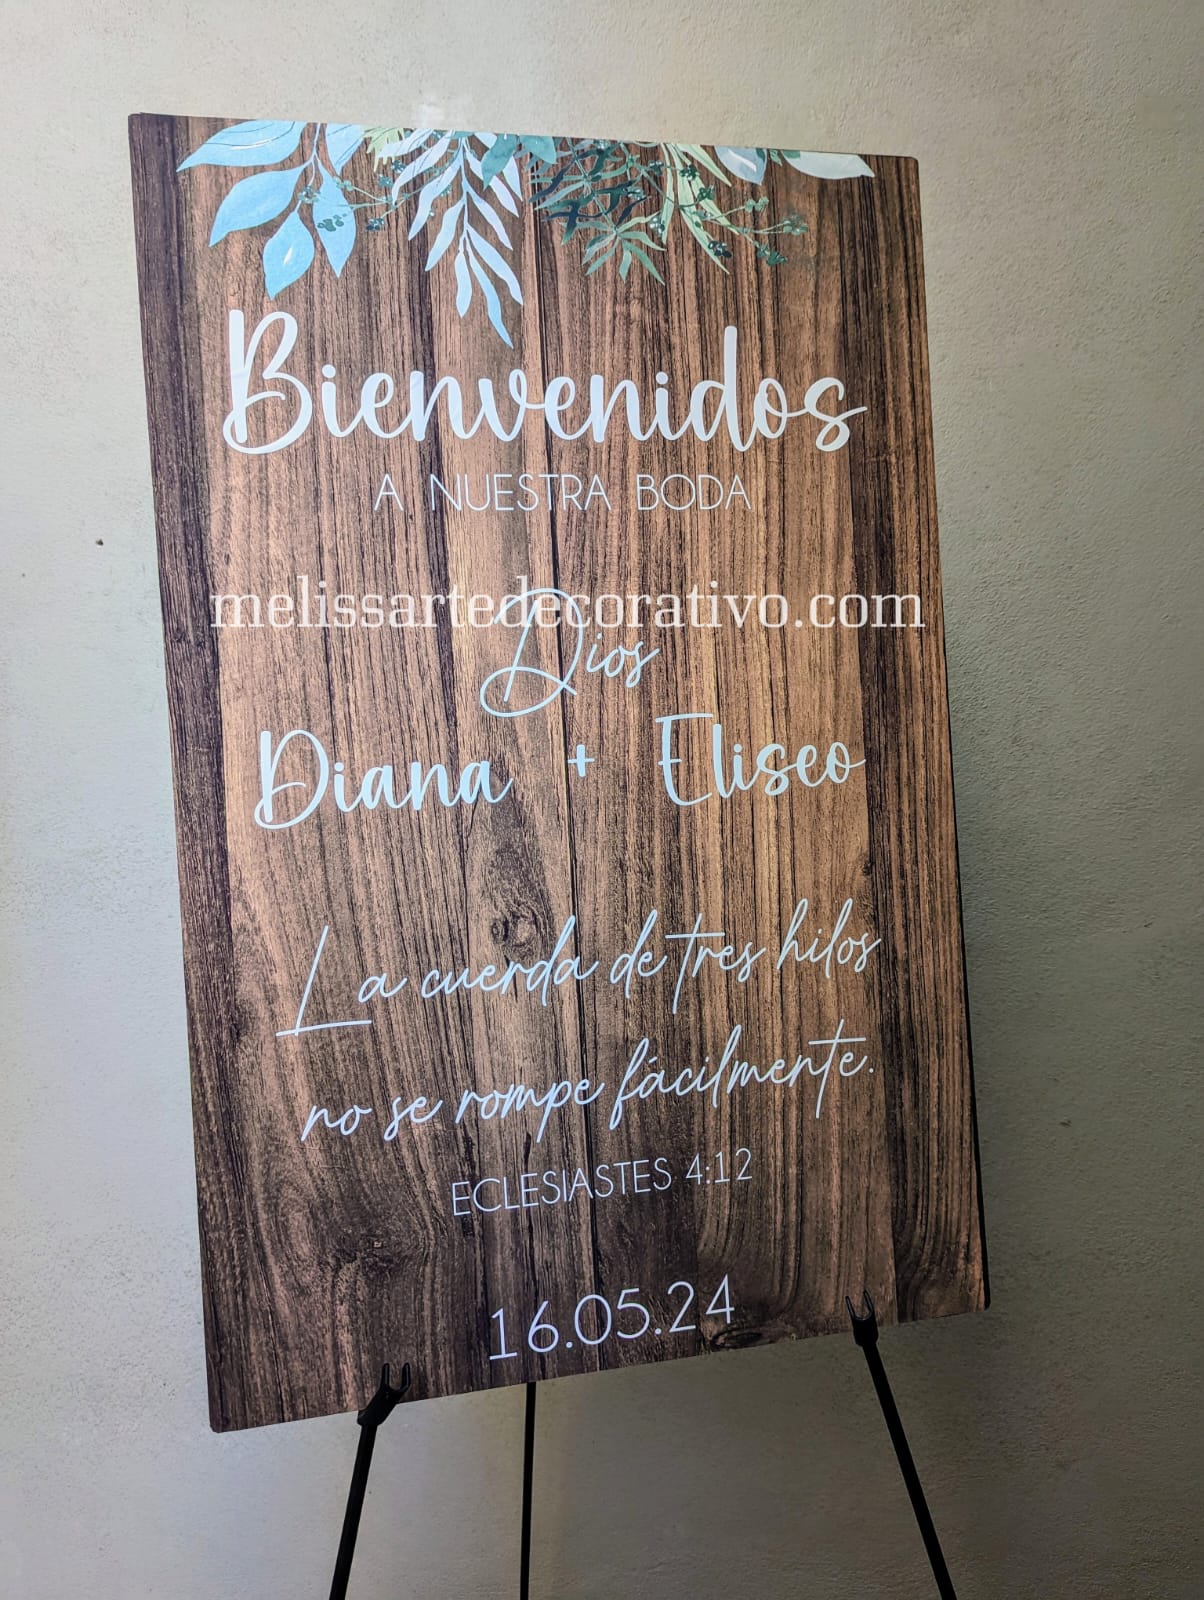 Bienvenidos
A NUESTRA BODA
melissartedecorativo.com
Dios
Diana + Eliseo
La cuerda de tres hilos
no se rompe fácilmente.
ECLESIASTES 4:12
16.05.24